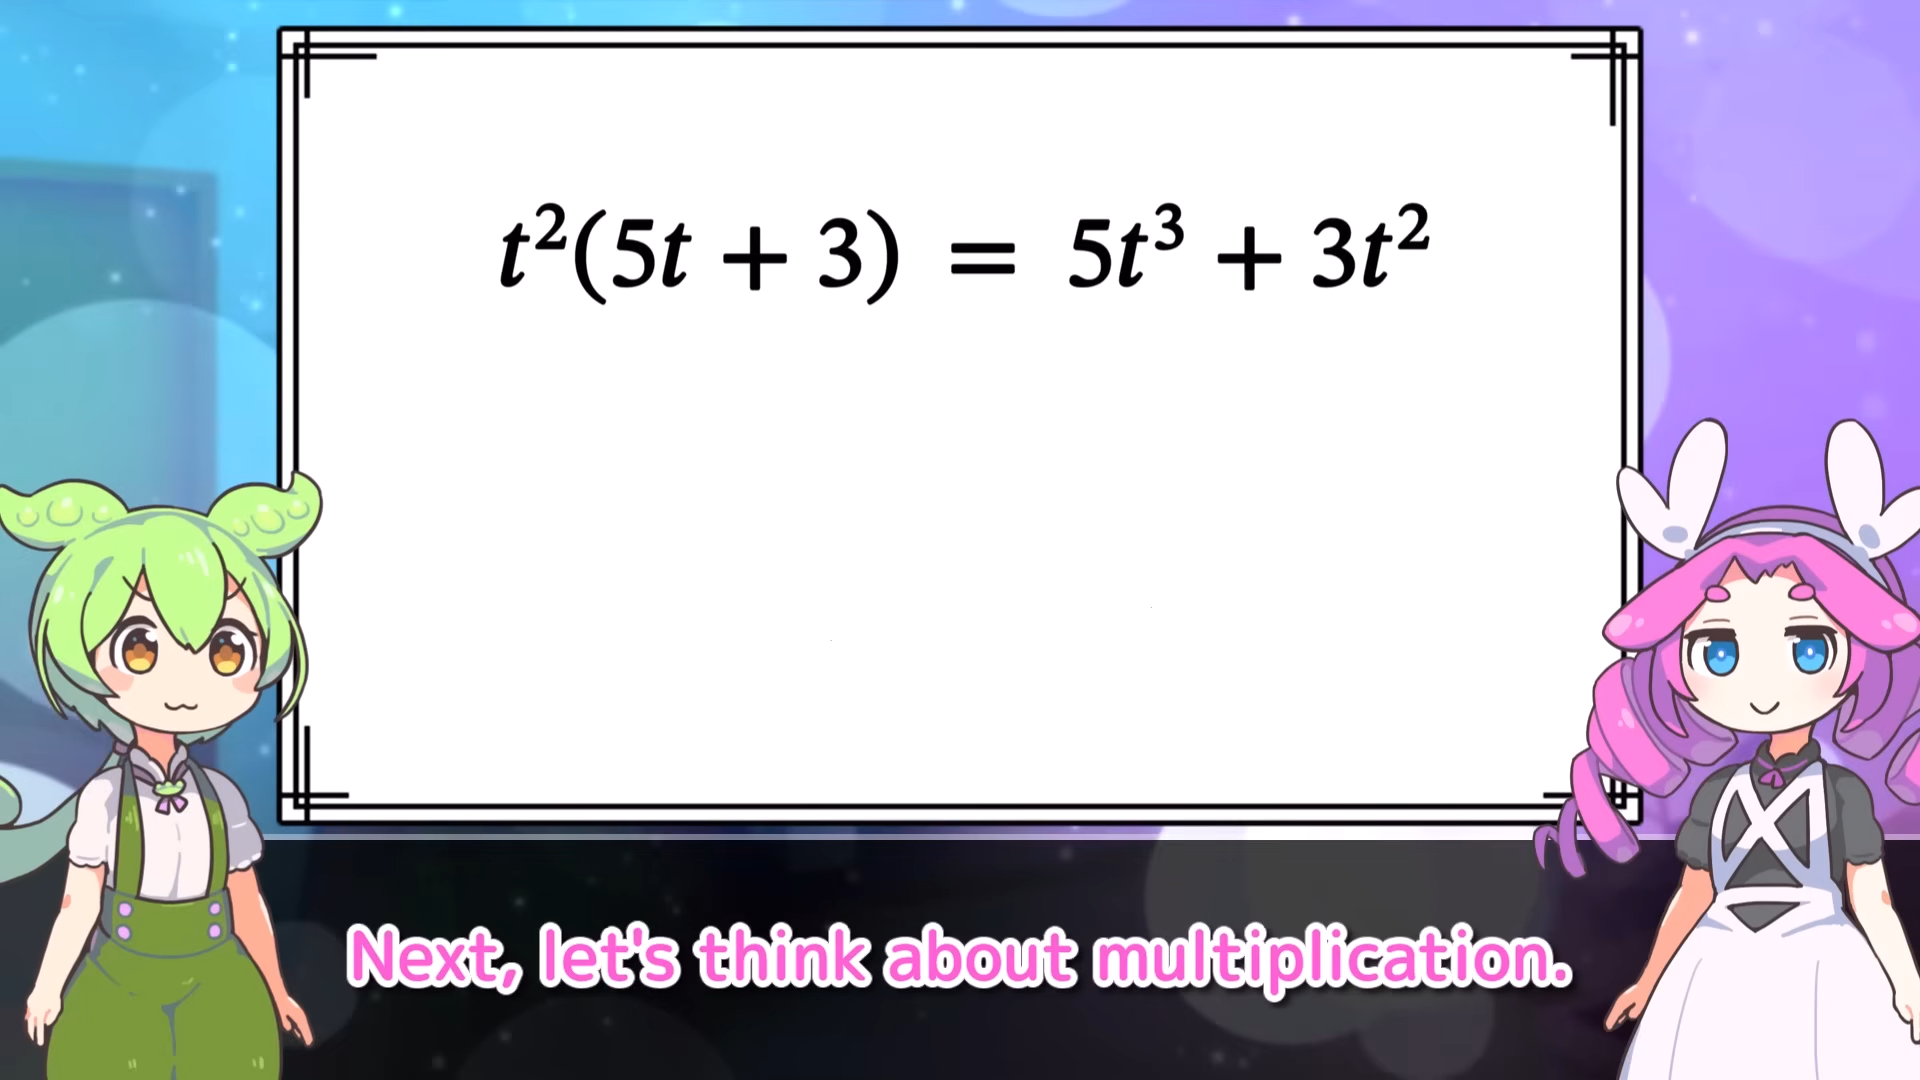 t²(5t + 3) = 5t³ + 3t²
Next, let's think about multiplication.